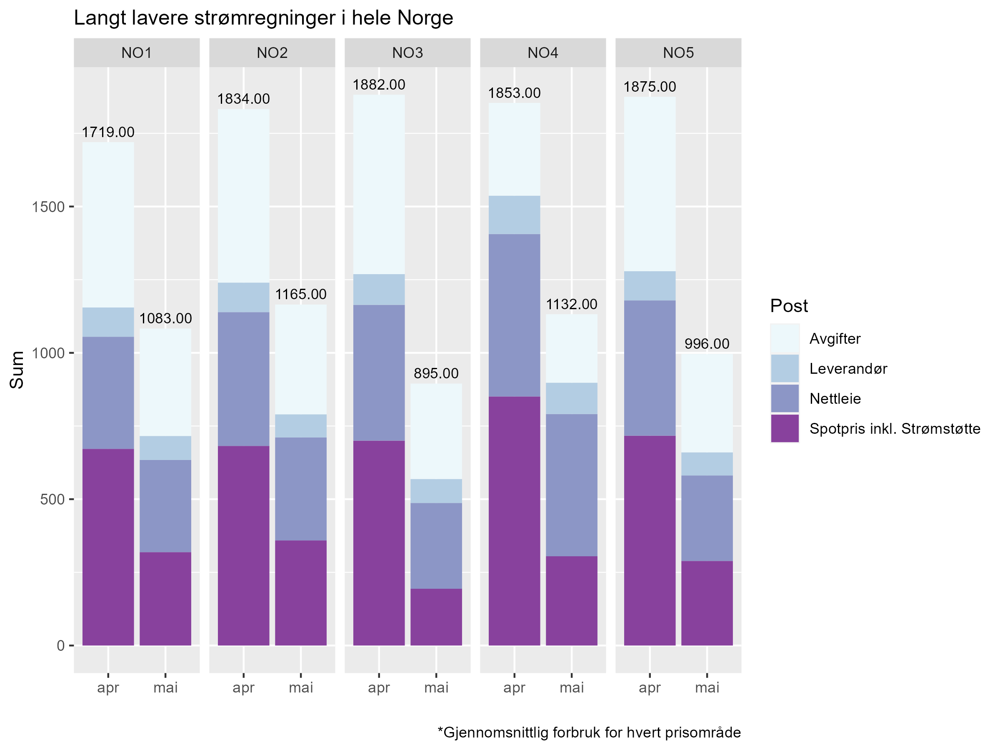 Langt lavere strømregninger i hele Norge
NO1 NO2 NO3 NO4 NO5
1719.00 1083.00 1834.00 1165.00 1882.00 895.00 1853.00 1132.00 1875.00 996.00
Sum
1500
1000
500
0
apr mai apr mai apr mai apr mai apr mai
Post
Avgifter
Leverandør
Nettleie
Spotpris inkl. Strømstøtte
*Gjennomsnittlig forbruk for hvert prisområde